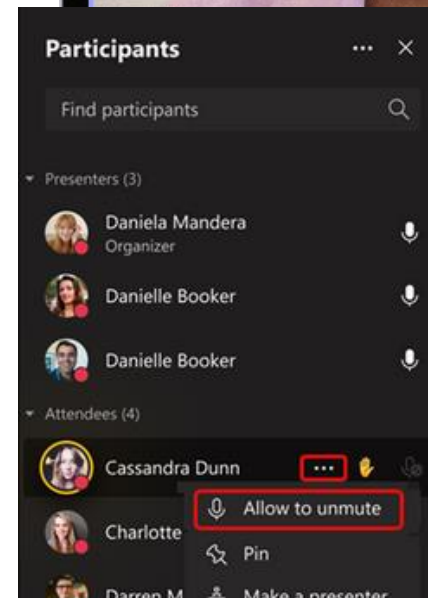 Participants
Find participants
Presenters (3)
Daniela Mandera
Organizer
Danielle Booker
Danielle Booker
Attendees (4)
Cassandra Dunn
Allow to unmute
Charlotte
Pin
Darren M
Make a presenter